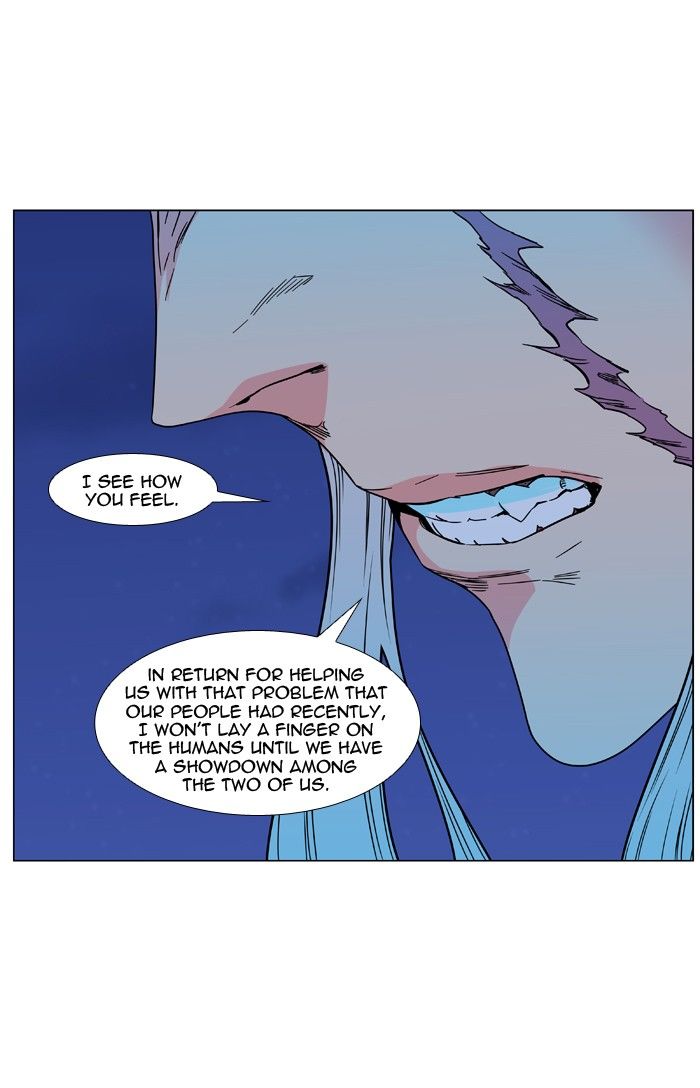 I SEE HOW
YOU FEEL.
IN RETURN FOR HELPING
US WITH THAT PROBLEM THAT
OUR PEOPLE HAD RECENTLY,
I WON'T LAY A FINGER ON
THE HUMANS UNTIL WE HAVE
A SHOWDOWN AMONG
THE TWO OF US.